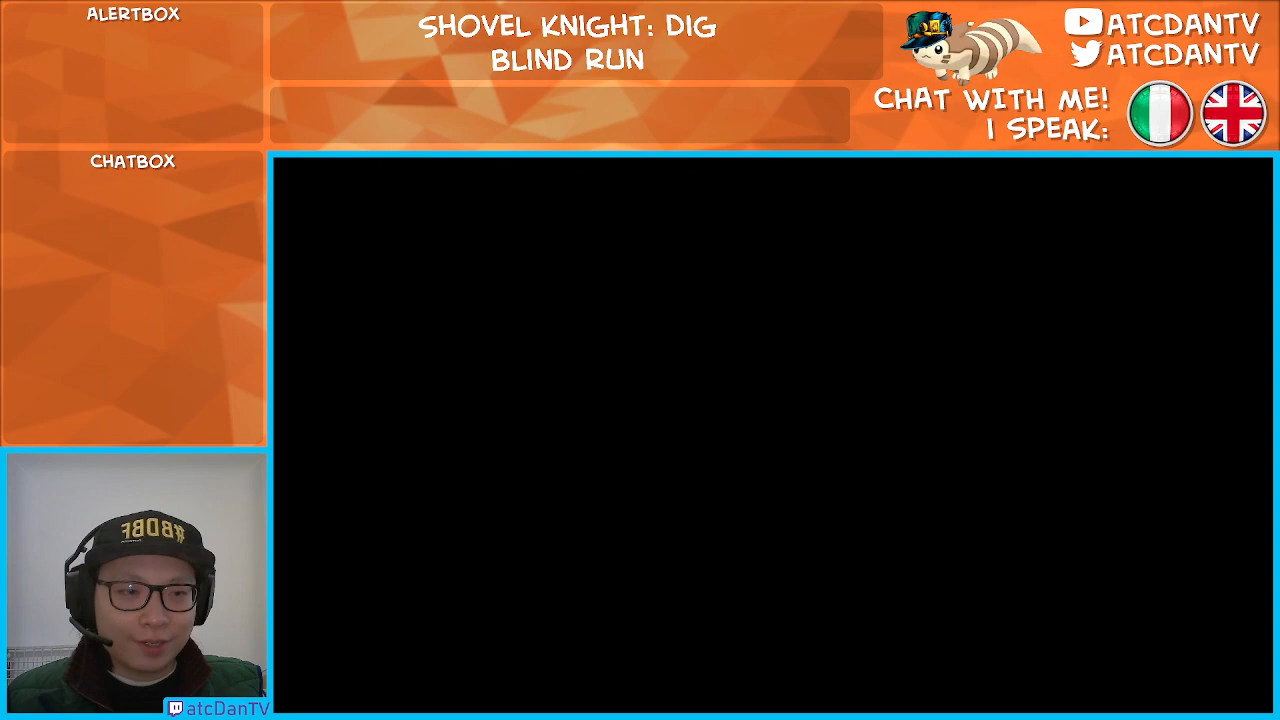 ALERTBOX
SHOVEL KNIGHT: DIG
BLIND RUN
ATCDANTV
ATCDANTV
CHAT WITH ME!
I SPEAK:
CHATBOX
#BDBF
atcDanTV